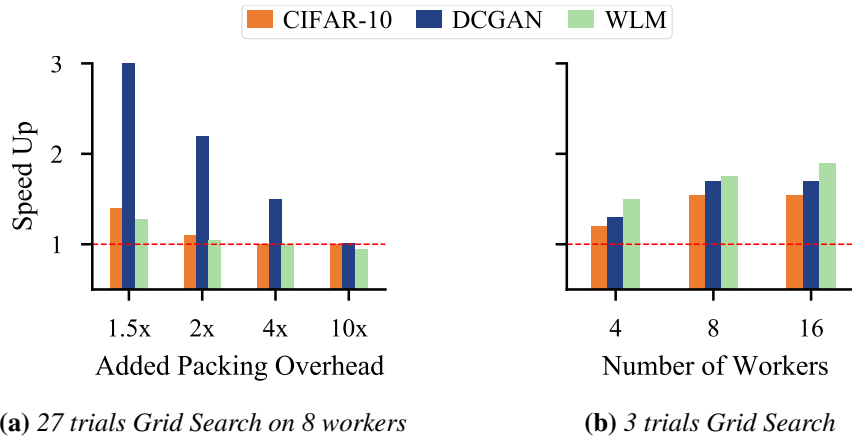 CIFAR-10 DCGAN WLM
3
2
1
Speed Up
1.5x 2x 4x 10x
Added Packing Overhead
4 8 16
Number of Workers
(a) 27 trials Grid Search on 8 workers
(b) 3 trials Grid Search